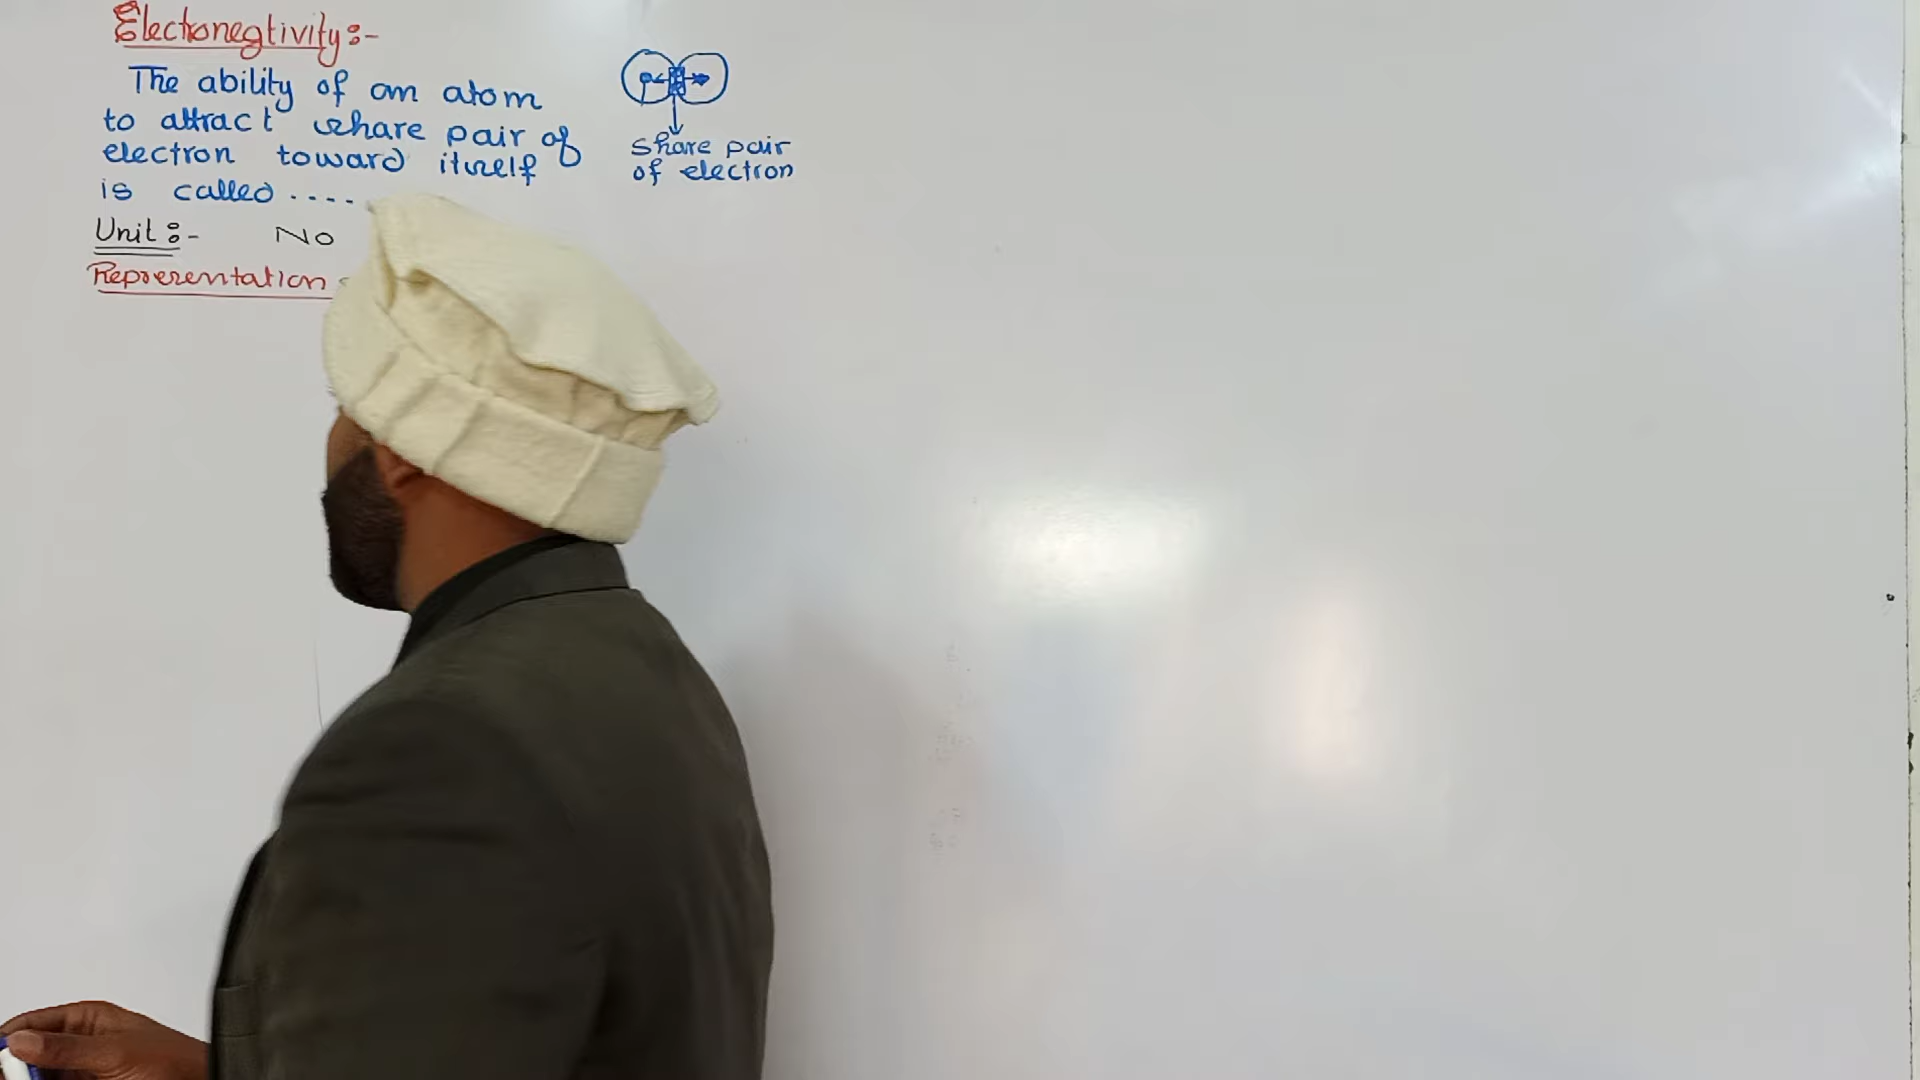 Electronegtivity:-
The ability of an atom
to attract share pair of
electron toward itself
is called ....
Unit:- No
Representation
share pair
of electron